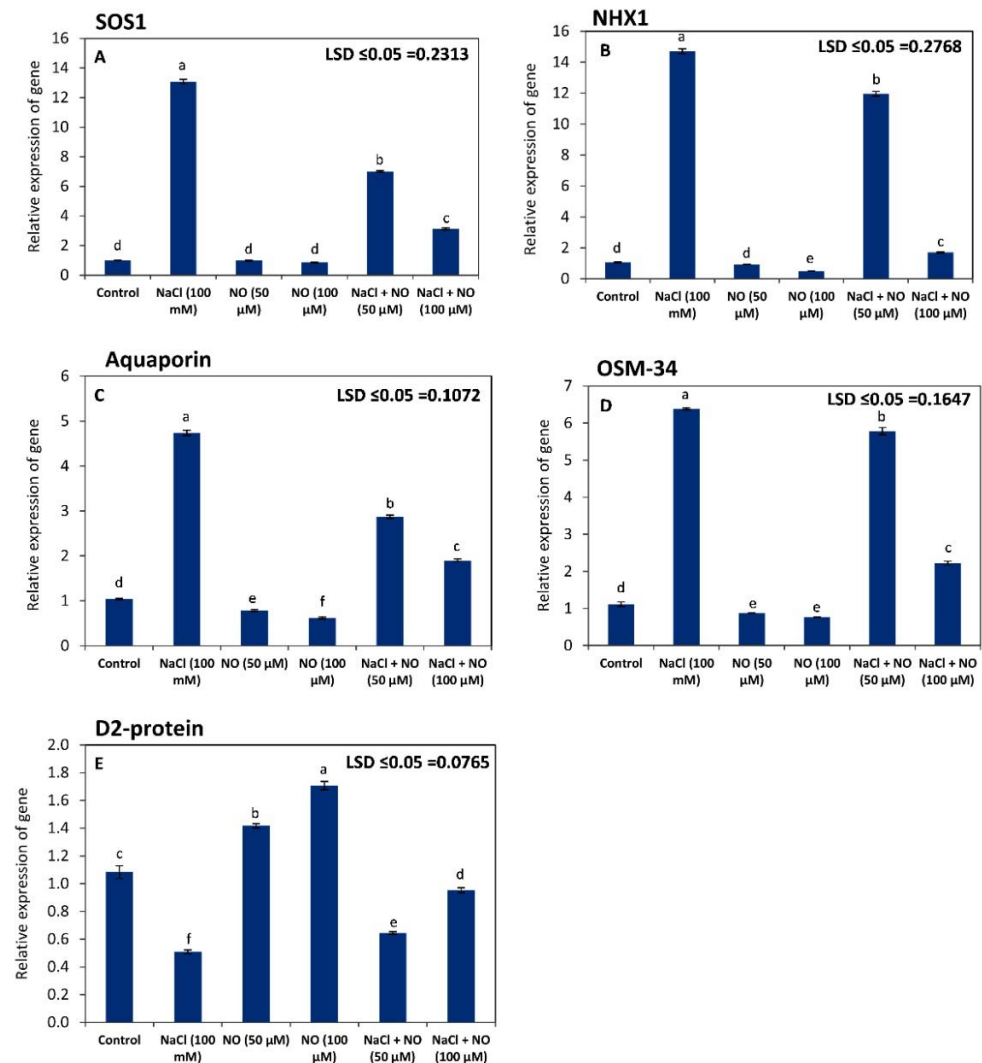 SOS1
A
LSD ≤0.05 =0.2313
Relative expression of gene
16
14
12
10
8
6
4
2
0
d
a
d
d
b
c
Control
NaCl (100 mM)
NO (50 µM)
NO (100 µM)
NaCl + NO (50 µM)
NaCl + NO (100 µM)
NHX1
B
LSD ≤0.05 =0.2768
Relative expression of gene
16
14
12
10
8
6
4
2
0
d
a
d
e
b
c
Control
NaCl (100 mM)
NO (50 µM)
NO (100 µM)
NaCl + NO (50 µM)
NaCl + NO (100 µM)
Aquaporin
C
LSD ≤0.05 =0.1072
Relative expression of gene
6
5
4
3
2
1
0
d
a
e
f
b
c
Control
NaCl (100 mM)
NO (50 µM)
NO (100 µM)
NaCl + NO (50 µM)
NaCl + NO (100 µM)
OSM-34
D
LSD ≤0.05 =0.1647
Relative expression of gene
7
6
5
4
3
2
1
0
d
a
e
e
b
c
Control
NaCl (100 mM)
NO (50 µM)
NO (100 µM)
NaCl + NO (50 µM)
NaCl + NO (100 µM)
D2-protein
E
LSD ≤0.05 =0.0765
Relative expression of gene
2.0
1.8
1.6
1.4
1.2
1.0
0.8
0.6
0.4
0.2
0.0
c
f
b
a
e
d
Control
NaCl (100 mM)
NO (50 µM)
NO (100 µM)
NaCl + NO (50 µM)
NaCl + NO (100 µM)